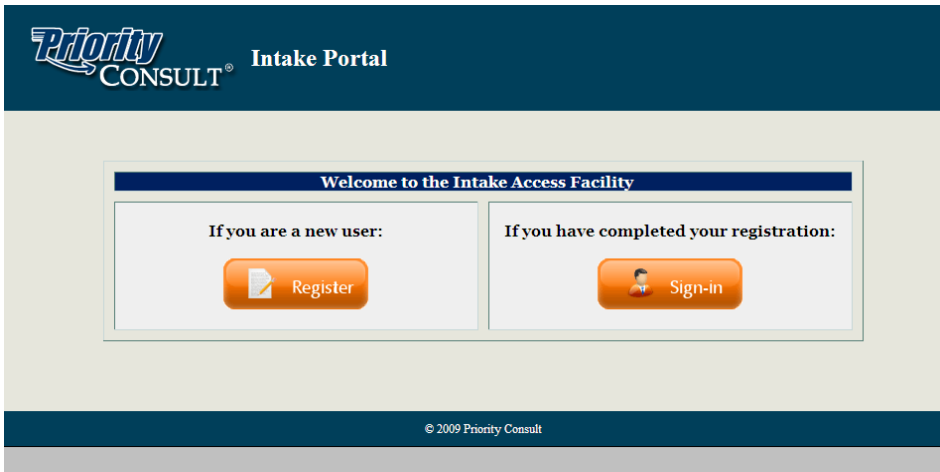 Priority
CONSULT®
Intake Portal
Welcome to the Intake Access Facility
If you are a new user:
Register
If you have completed your registration:
Sign-in
© 2009 Priority Consult